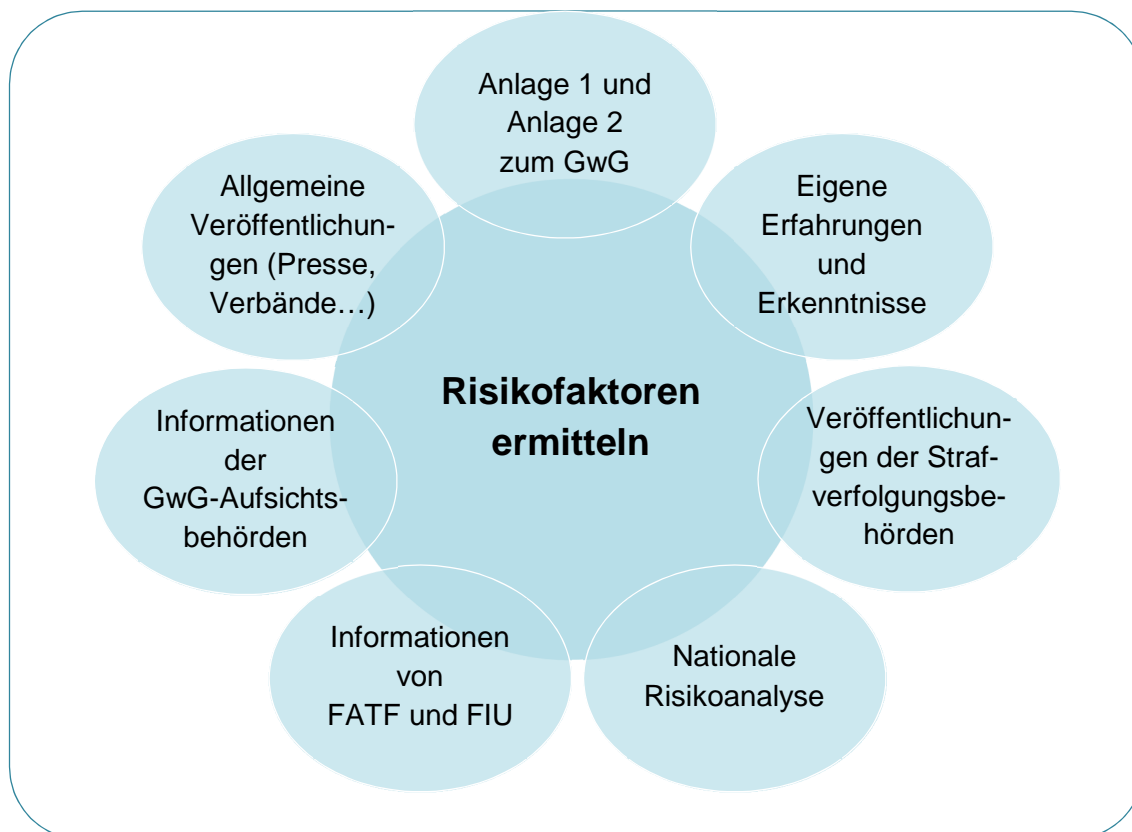 Anlage 1 und
Anlage 2
zum GwG
Eigene
Erfahrungen
und
Erkenntnisse
Veröffentlichun-
gen der Straf-
verfolgungsbe-
hörden
Nationale
Risikoanalyse
Informationen
von
FATF und FIU
Informationen
der
GwG-Aufsichts-
behörden
Allgemeine
Veröffentlichun-
gen (Presse,
Verbände…)
Risikofaktoren
ermitteln